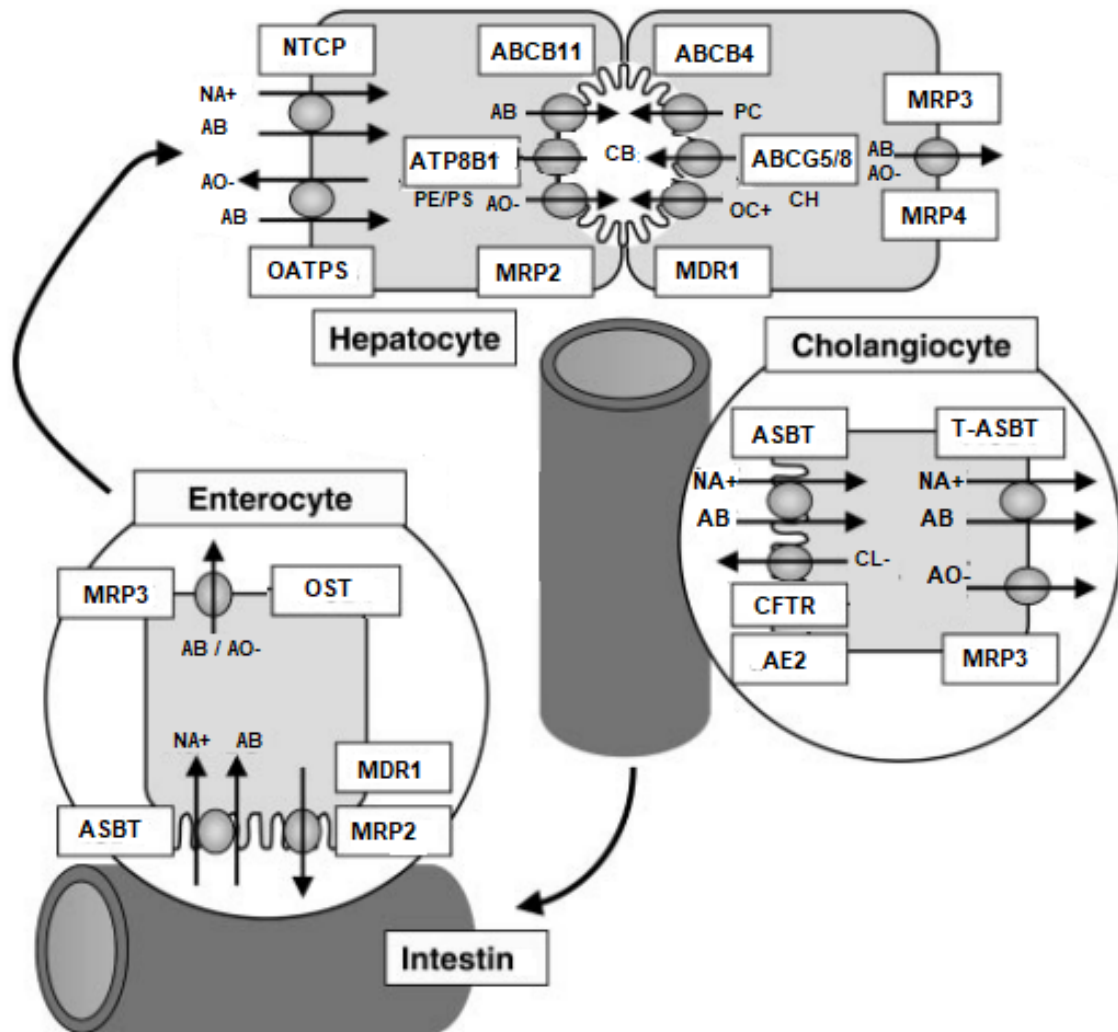 NTCP
ABCB11
ABCB4
NA+
MRP3
AB
PC
AB
ATP8B1
CB
ABCG5/8
AB
AO-
AO-
PE/PS
AO-
OC+
CH
AB
MRP4
OATPS
MRP2
MDR1
Hepatocyte
Cholangiocyte
ASBT
T-ASBT
NA+
NA+
AB
AB
CL-
AO-
CFTR
AE2
MRP3
Enterocyte
MRP3
OST
AB / AO-
NA+
AB
MDR1
ASBT
MRP2
Intestin